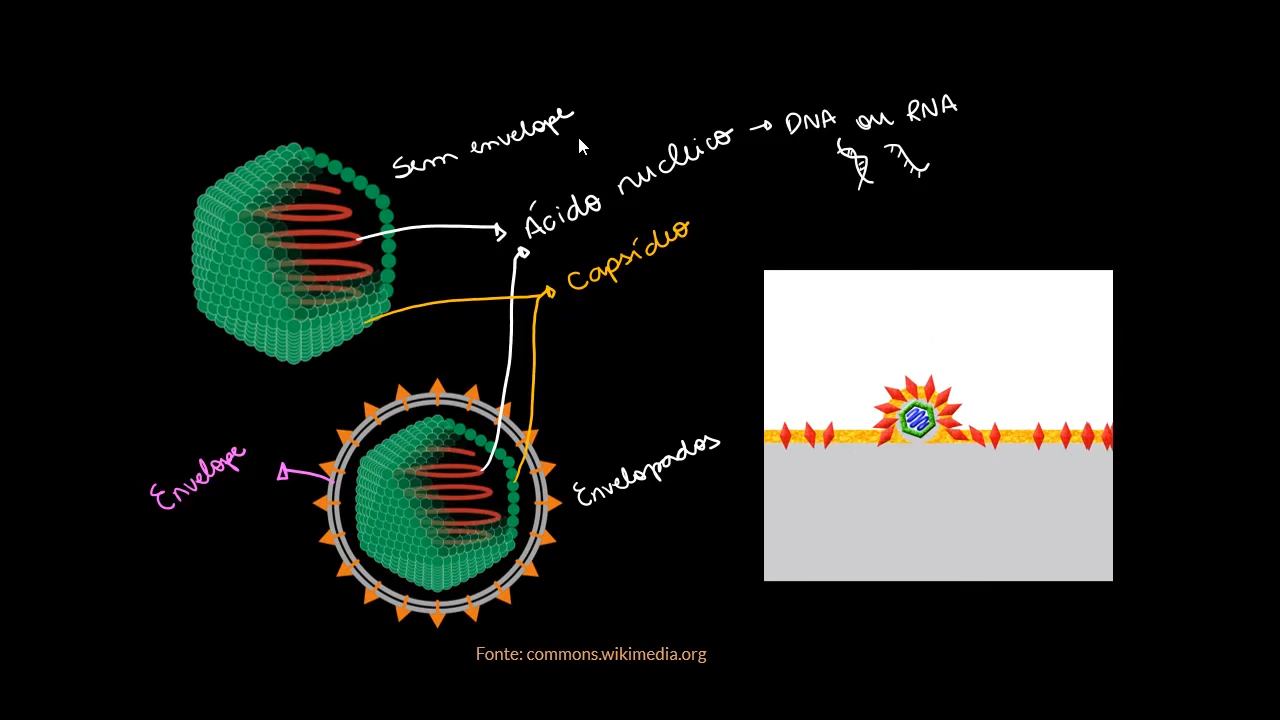 Sem envelope
Ácido nucleico → DNA ou RNA
Capsídeo
Envelope
Envelopados
Fonte: commons.wikimedia.org